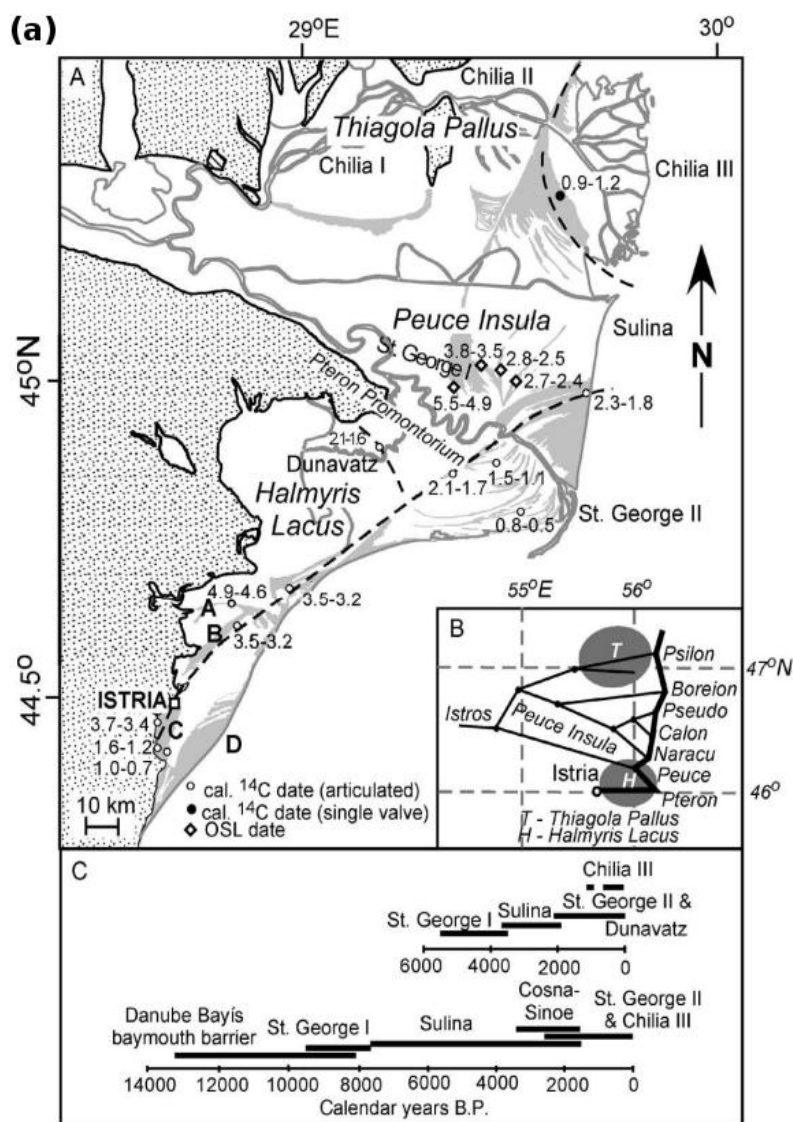 (a)
29°E
30°
A
Chilia II
Thiagola Pallus
Chilia I
Chilia III
0.9-1.2
N
Peuce Insula
Sulina
St. George I
3.8-3.5
2.8-2.5
45°N
2.7-2.4
5.5-4.9
2.3-1.8
Pteron Promontorium
21-16
Dunavatz
1.5-1.1
2.1-1.7
Halmyris
Lacus
St. George II
0.8-0.5
4.9-4.6
A
3.5-3.2
B
3.5-3.2
44.5°
ISTRIA
3.7-3.4
C
1.6-1.2
1.0-0.7
D
10 km
cal. 14C date (articulated)
cal. 14C date (single valve)
OSL date
55°E
56°
B
T
Psilon
47°N
Boreion
Pseudo
Istros
Peuce Insula
Calon
Naracu
Istria
H
Peuce
Pteron
46°
T - Thiagola Pallus
H - Halmyris Lacus
C
Chilia III
St. George I
Sulina
St. George II &
Dunavatz
6000 4000 2000 0
Danube Bayís
baymouth barrier
St. George I
Sulina
Cosna-
Sinoe
St. George II
& Chilia III
14000 12000 10000 8000 6000 4000 2000 0
Calendar years B.P.